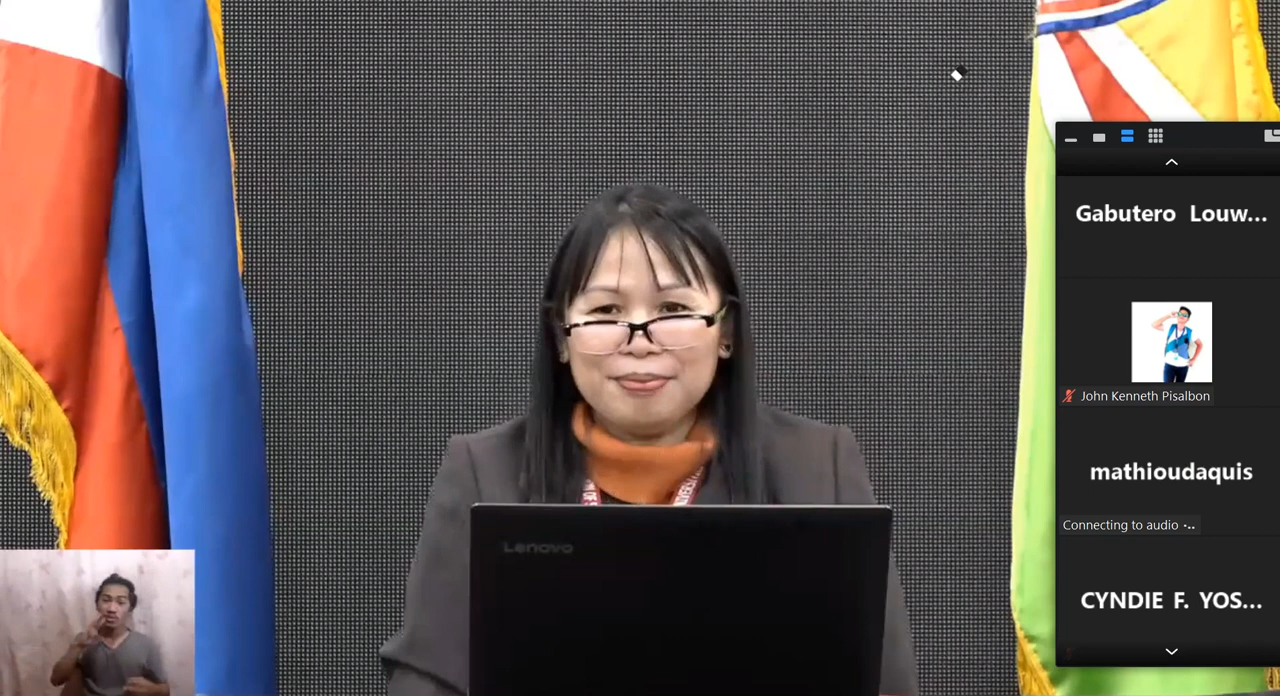 Gabutero Louw...
John Kenneth Pisalbon
mathioudaquis
Connecting to audio ...
CYNDIE F. YOS...
Lenovo